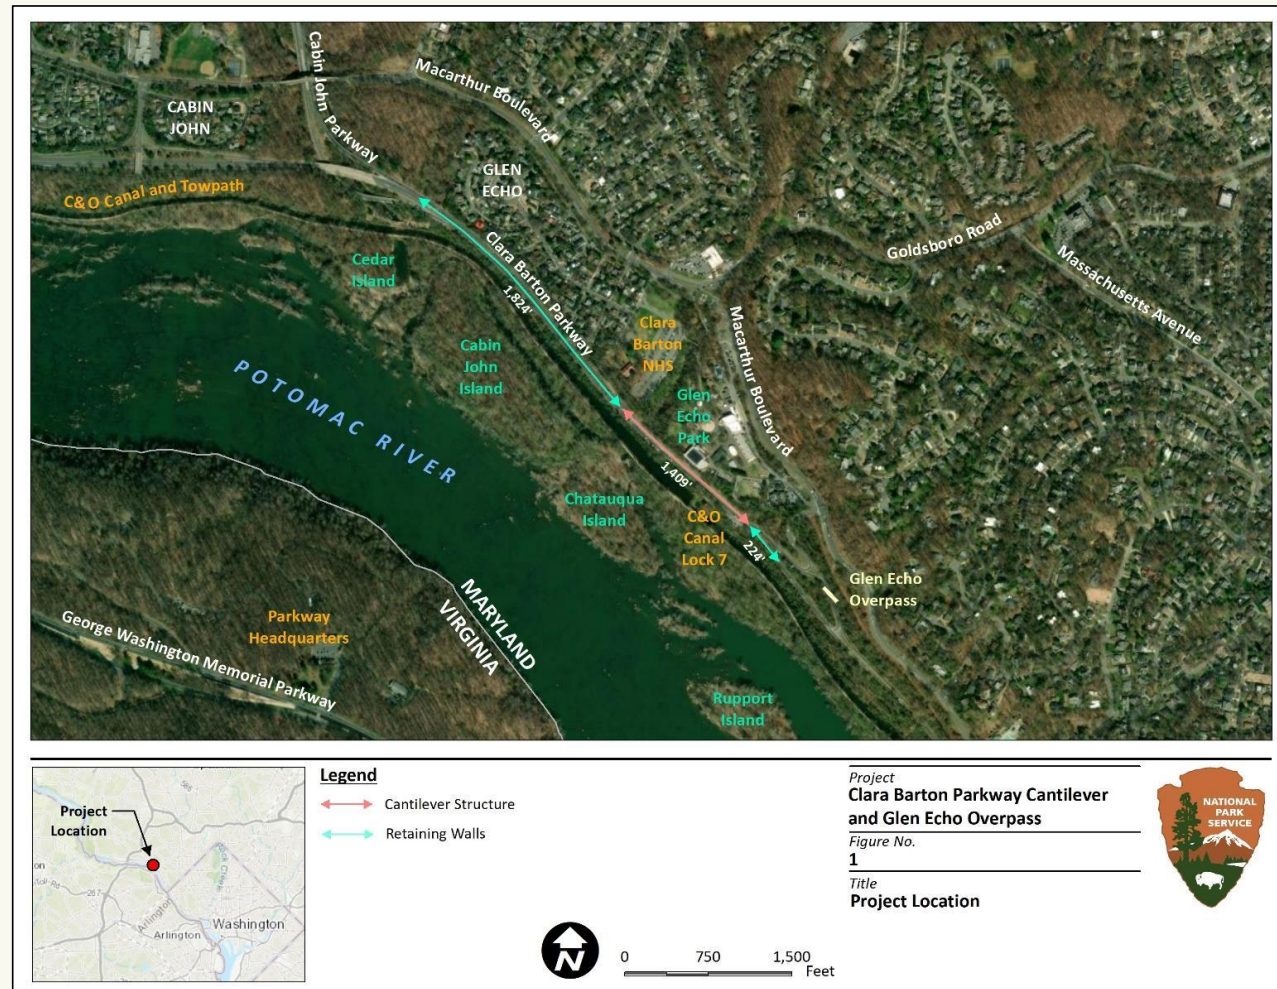 Cabin John Parkway
Macarthur Boulevard
CABIN
JOHN
GLEN
ECHO
C&O Canal and Towpath
Goldsboro Road
Massachusetts Avenue
Cedar
Island
Clara Barton Parkway
1,824'
Clara
Barton
NHS
Macarthur Boulevard
Cabin
John
Island
POTOMAC RIVER
Glen
Echo
Park
1,409'
Chatauqua
Island
C&O
Canal
Lock 7
224'
Glen Echo
Overpass
MARYLAND
VIRGINIA
Parkway
Headquarters
George Washington Memorial Parkway
Rupport
Island
Project
Location
Arlington
Arlington
Washington
267
Legend
Cantilever Structure
Retaining Walls
N
0 750 1,500
Feet
Project
Clara Barton Parkway Cantilever
and Glen Echo Overpass
Figure No.
1
Title
Project Location
NATIONAL
PARK
SERVICE